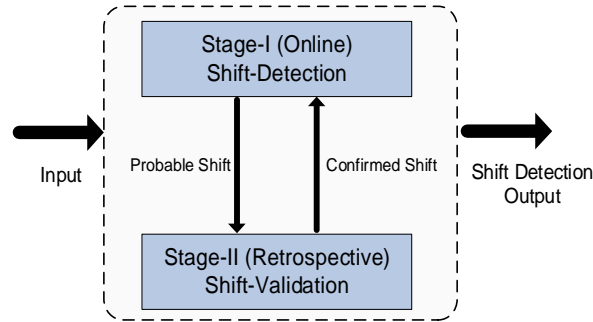 Stage-I (Online)
Shift-Detection
Input
Probable Shift
Confirmed Shift
Shift Detection
Output
Stage-II (Retrospective)
Shift-Validation